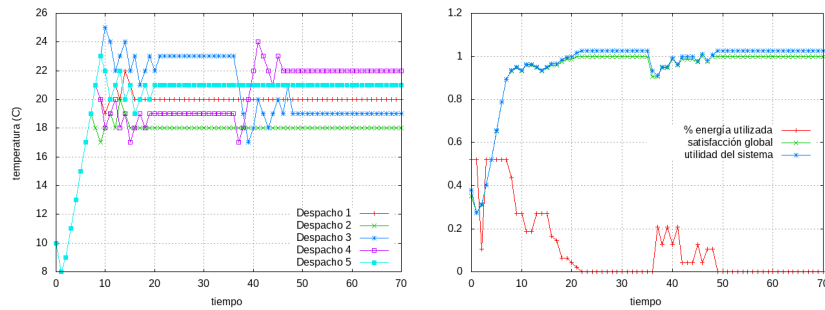 26
24
22
20
18
16
14
12
10
8
temperatura (C)
0 10 20 30 40 50 60 70
tiempo
Despacho 1
Despacho 2
Despacho 3
Despacho 4
Despacho 5
1.2
1
0.8
0.6
0.4
0.2
0
0 10 20 30 40 50 60 70
tiempo
% energía utilizada
satisfacción global
utilidad del sistema